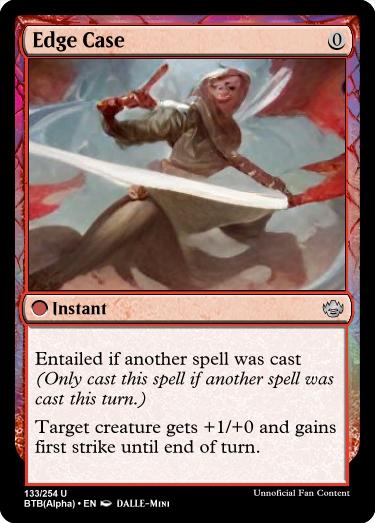 Edge Case
0
Instant
Entailed if another spell was cast
(Only cast this spell if another spell was
cast this turn.)
Target creature gets +1/+0 and gains
first strike until end of turn.
133/254 U
Unofficial Fan Content
BTB(Alpha) • EN DALLE-Mini